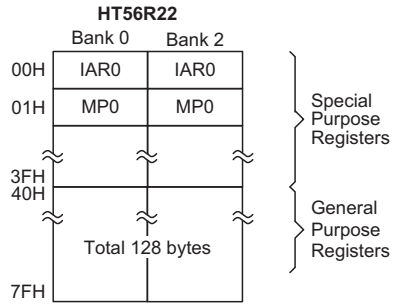 HT56R22
Bank 0 Bank 2
00H IAR0 IAR0
01H MP0 MP0
Special
Purpose
Registers
3FH
40H
General
Purpose
Registers
Total 128 bytes
7FH